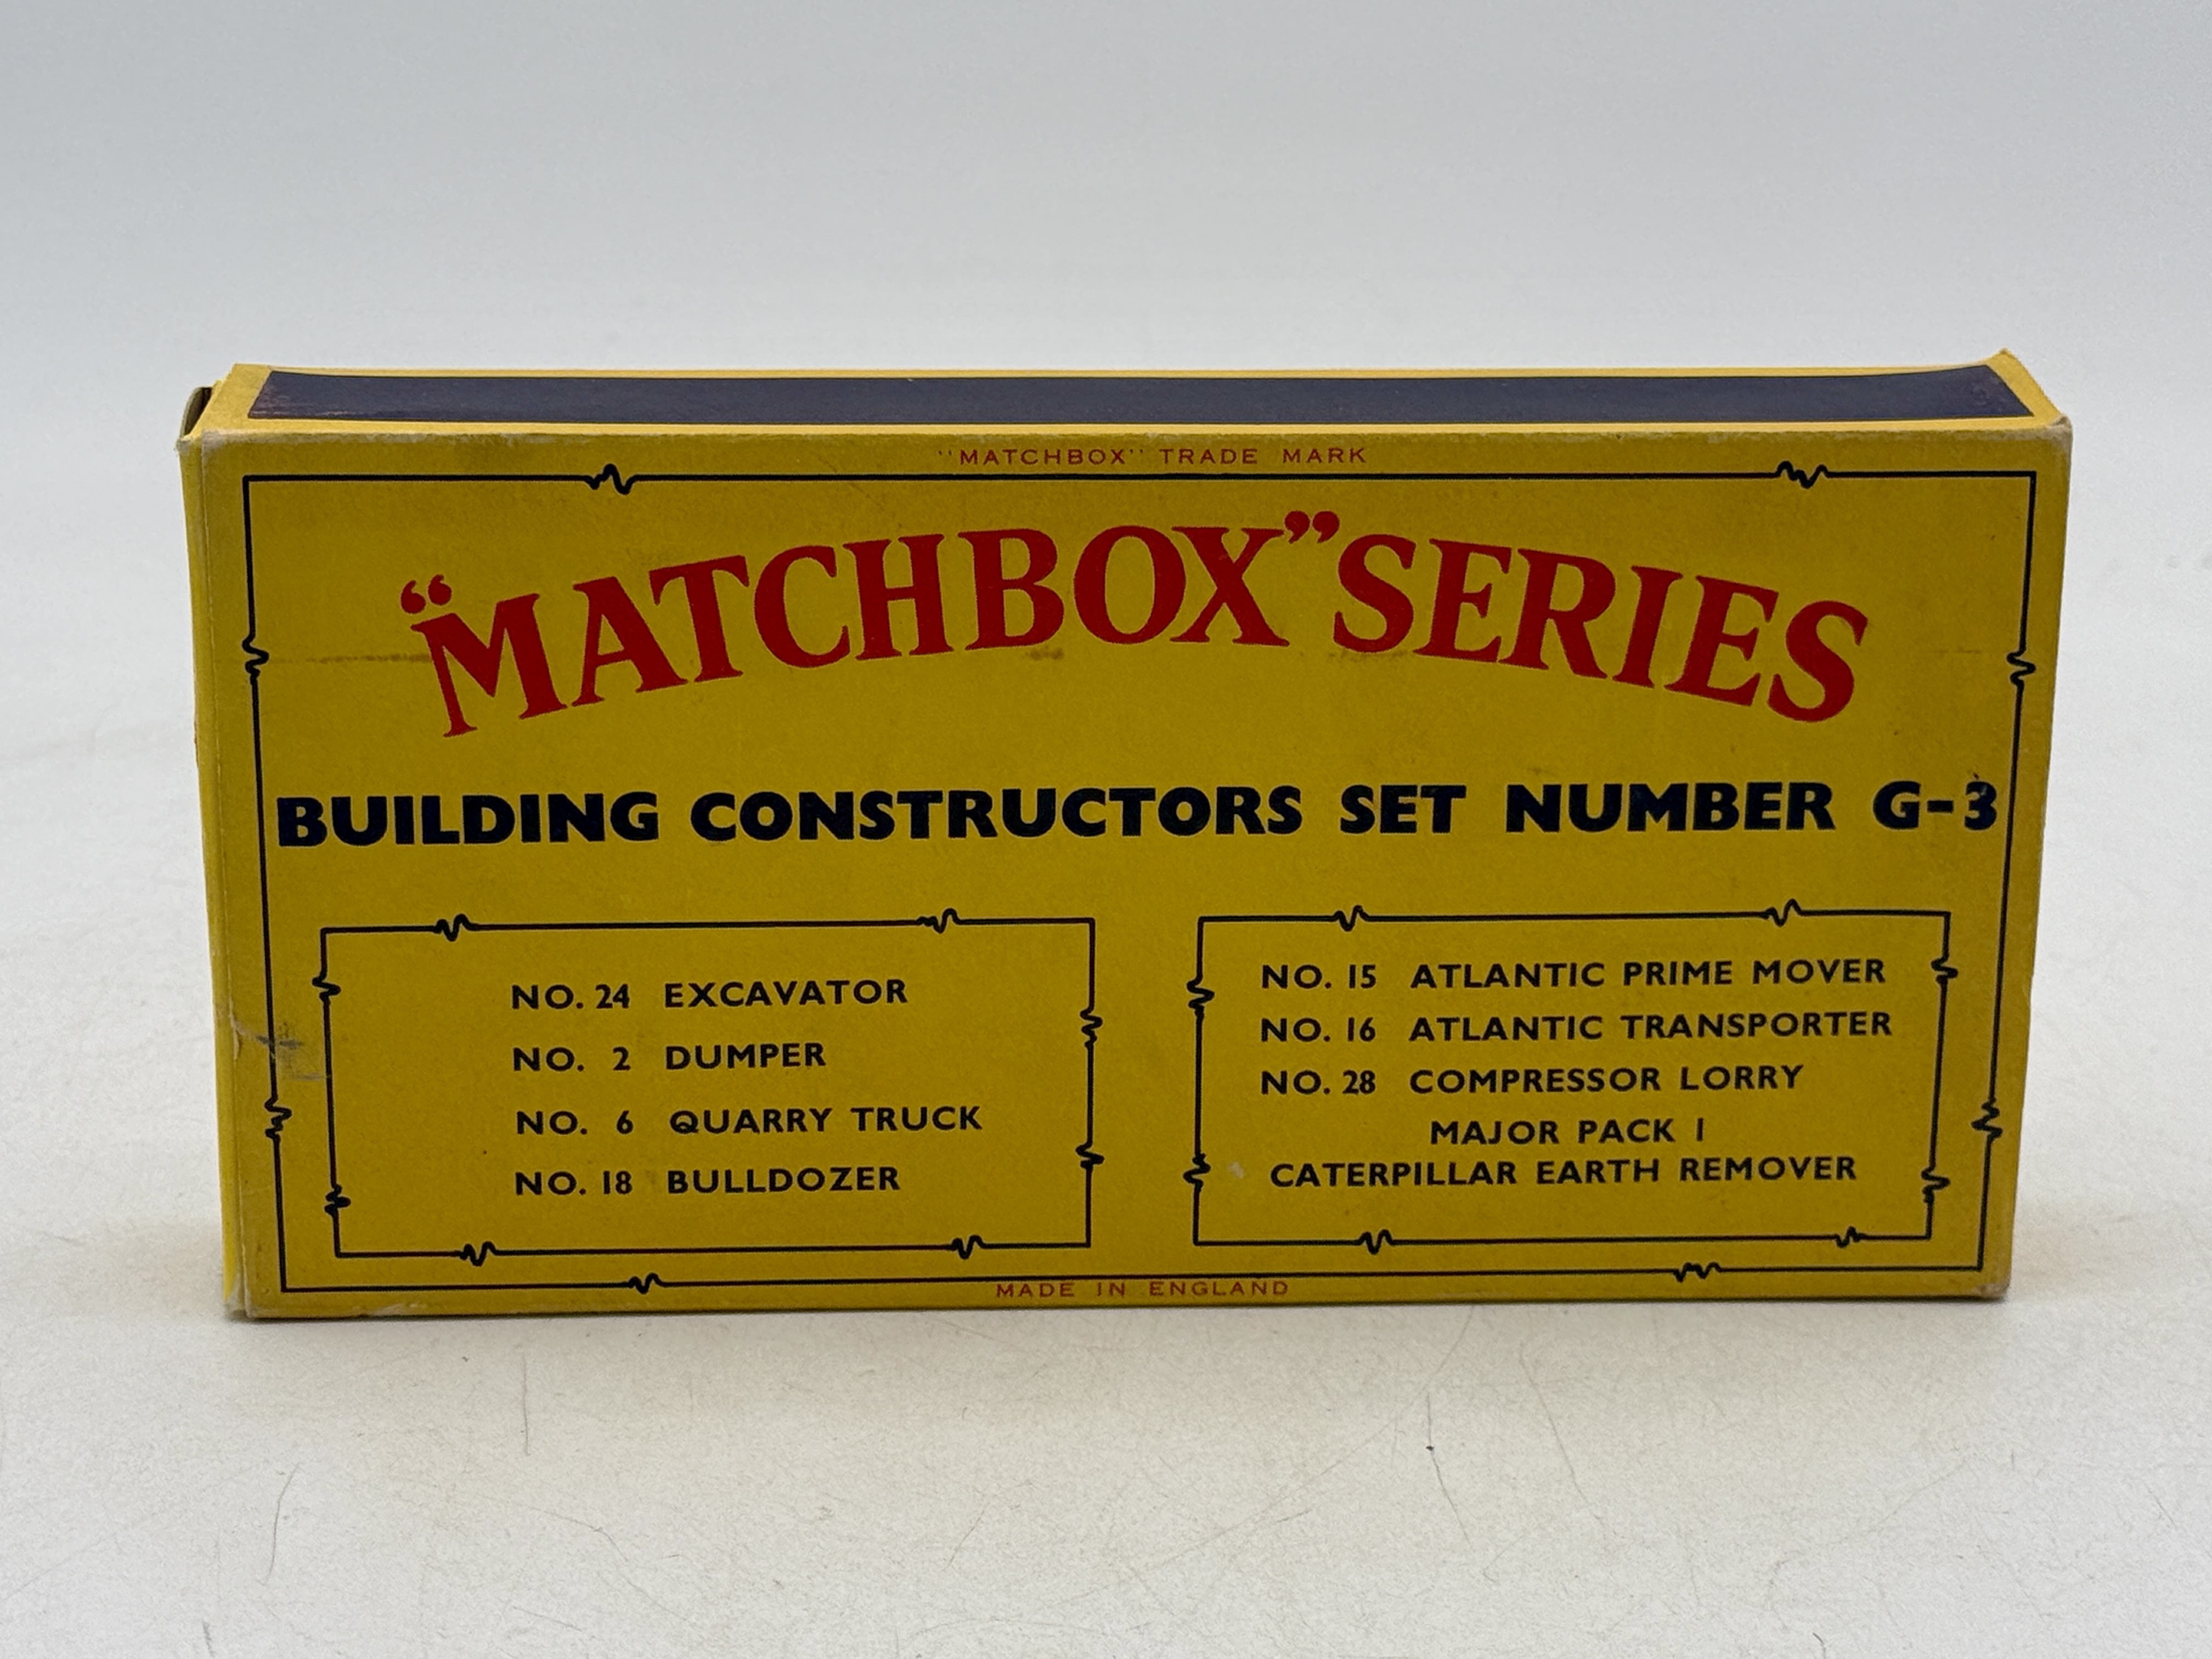 "MATCHBOX" TRADE MARK
“MATCHBOX” SERIES
BUILDING CONSTRUCTORS SET NUMBER G-3
NO. 24 EXCAVATOR
NO. 2 DUMPER
NO. 6 QUARRY TRUCK
NO. 18 BULLDOZER
NO. 15 ATLANTIC PRIME MOVER
NO. 16 ATLANTIC TRANSPORTER
NO. 28 COMPRESSOR LORRY
MAJOR PACK 1
CATERPILLAR EARTH REMOVER
MADE IN ENGLAND